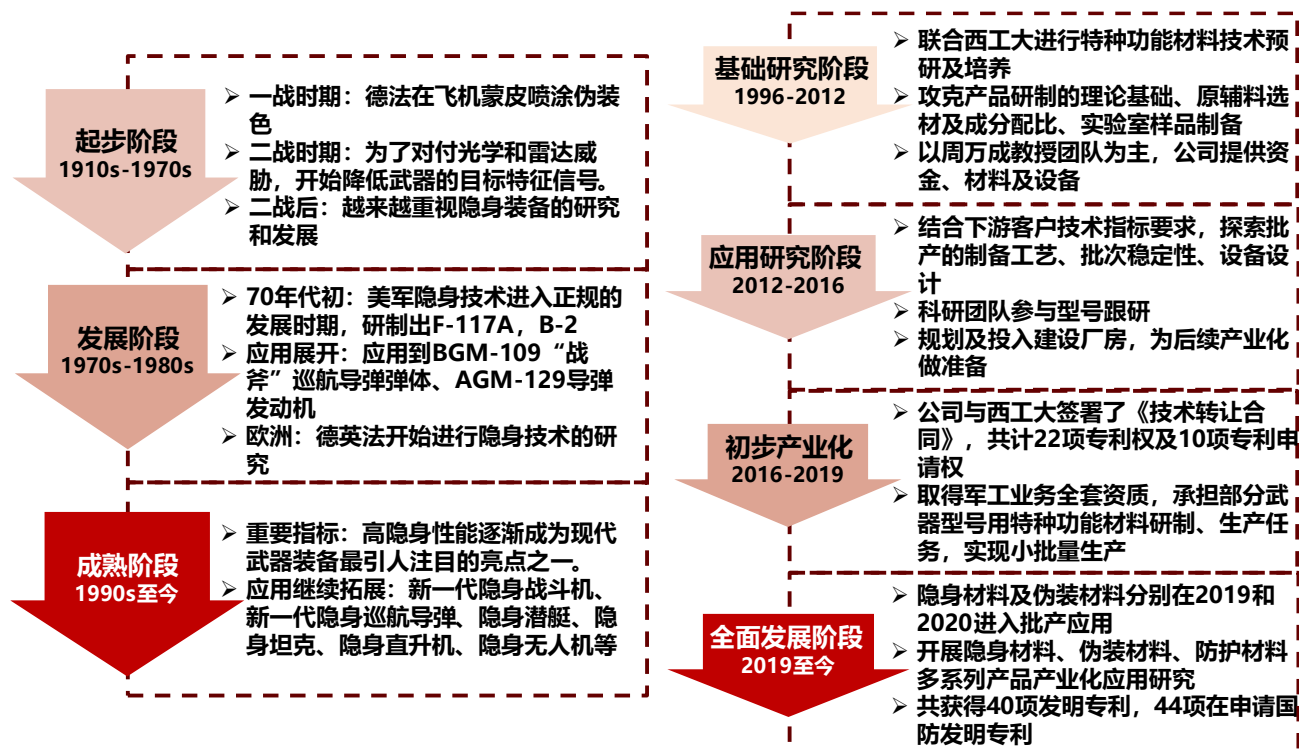 起步阶段
1910s-1970s
➢ 一战时期：德法在飞机蒙皮喷涂伪装
色
➢ 二战时期：为了对付光学和雷达威
胁，开始降低武器的目标特征信号。
➢ 二战后：越来越重视隐身装备的研究
和发展
发展阶段
1970s-1980s
➢ 70年代初：美军隐身技术进入正规的
发展时期，研制出F-117A，B-2
➢ 应用展开：应用到BGM-109“战
斧”巡航导弹弹体、AGM-129导弹
发动机
➢ 欧洲：德英法开始进行隐身技术的研
究
成熟阶段
1990s至今
➢ 重要指标：高隐身性能逐渐成为现代
武器装备最引人注目的亮点之一。
➢ 应用继续拓展：新一代隐身战斗机、
新一代隐身巡航导弹、隐身潜艇、隐
身坦克、隐身直升机、隐身无人机等
基础研究阶段
1996-2012
➢ 联合西工大进行特种功能材料技术预
研及培养
➢ 攻克产品研制的理论基础、原辅料选
材及成分配比、实验室样品制备
➢ 以周万成教授团队为主，公司提供资
金、材料及设备
应用研究阶段
2012-2016
➢ 结合下游客户技术指标要求，探索批
产的制备工艺、批次稳定性、设备设
计
➢ 科研团队参与型号跟研
➢ 规划及投入建设厂房，为后续产业化
做准备
初步产业化
2016-2019
➢ 公司与西工大签署了《技术转让合
同》，共计22项专利权及10项专利申
请权
➢ 取得军工业务全套资质，承担部分武
器型号用特种功能材料研制、生产任
务，实现小批量生产
全面发展阶段
2019至今
➢ 隐身材料及伪装材料分别在2019和
2020进入批产应用
➢ 开展隐身材料、伪装材料、防护材料
多系列产品产业化应用研究
➢ 共获得40项发明专利，44项在申请国
防发明专利